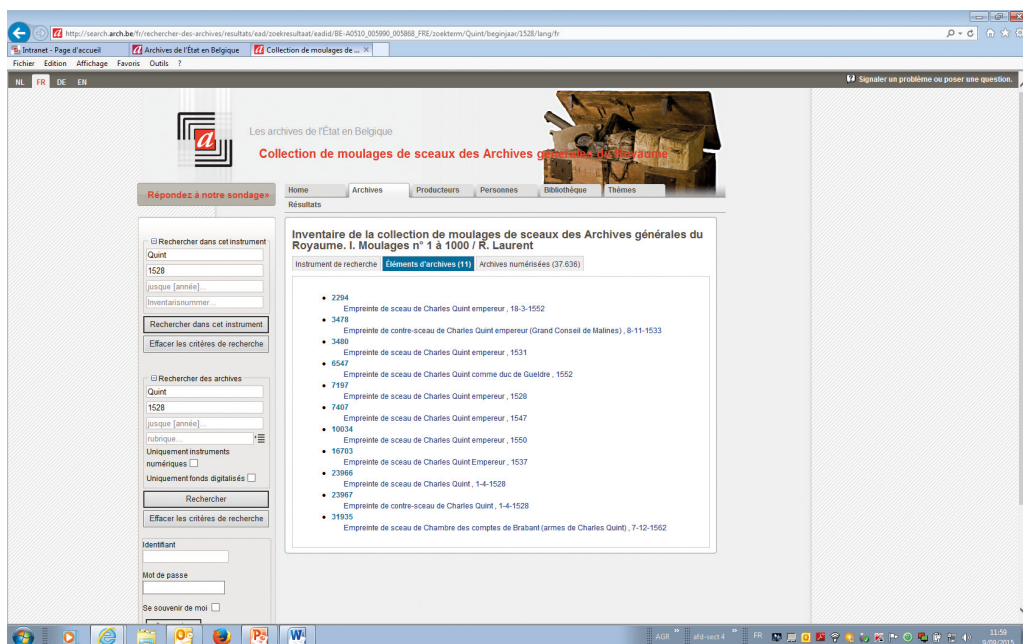 http://search.arch.be/fr/rechercher-des-archives/resultats/ead/zoekresultaat/eadid/BE-A0510_005990_005868_FRE/zoekterm/Quint/beginjaar/1528/lang/fr
Intranet - Page d'accueil
Archives de l'État en Belgique
Collection de moulages de ...
Fichier Edition Affichage Favoris Outils ?
NL FR DE EN
Signaler un problème ou poser une question.
Les archives de l'État en Belgique
Collection de moulages de sceaux des Archives générales du Royaume
Répondez à notre sondage»
Home Archives Producteurs Personnes Bibliothèque Thèmes
Résultats
Rechercher dans cet instrument
Quint
1528
jusque [année]...
Inventarisnummer...
Rechercher dans cet instrument
Effacer les critères de recherche
Rechercher des archives
Quint
1528
jusque [année]...
rubrique...
Uniquement instruments
numériques
Uniquement fonds digitalisés
Rechercher
Effacer les critères de recherche
Identifiant
Mot de passe
Se souvenir de moi
Inventaire de la collection de moulages de sceaux des Archives générales du
Royaume. I. Moulages n° 1 à 1000 / R. Laurent
Instrument de recherche Éléments d'archives (11) Archives numérisées (37.636)
2294
Empreinte de sceau de Charles Quint empereur , 18-3-1552
3478
Empreinte de contre-sceau de Charles Quint empereur (Grand Conseil de Malines) , 8-11-1533
3480
Empreinte de sceau de Charles Quint empereur , 1531
6547
Empreinte de sceau de Charles Quint comme duc de Gueldre , 1552
7197
Empreinte de sceau de Charles Quint empereur , 1528
7407
Empreinte de sceau de Charles Quint empereur , 1547
10034
Empreinte de sceau de Charles Quint empereur , 1550
16703
Empreinte de sceau de Charles Quint Empereur , 1537
23966
Empreinte de sceau de Charles Quint , 1-4-1528
23967
Empreinte de contre-sceau de Charles Quint , 1-4-1528
31935
Empreinte de sceau de Chambre des comptes de Brabant (armes de Charles Quint) , 7-12-1562
AGR afd-sect 4 FR
11:59